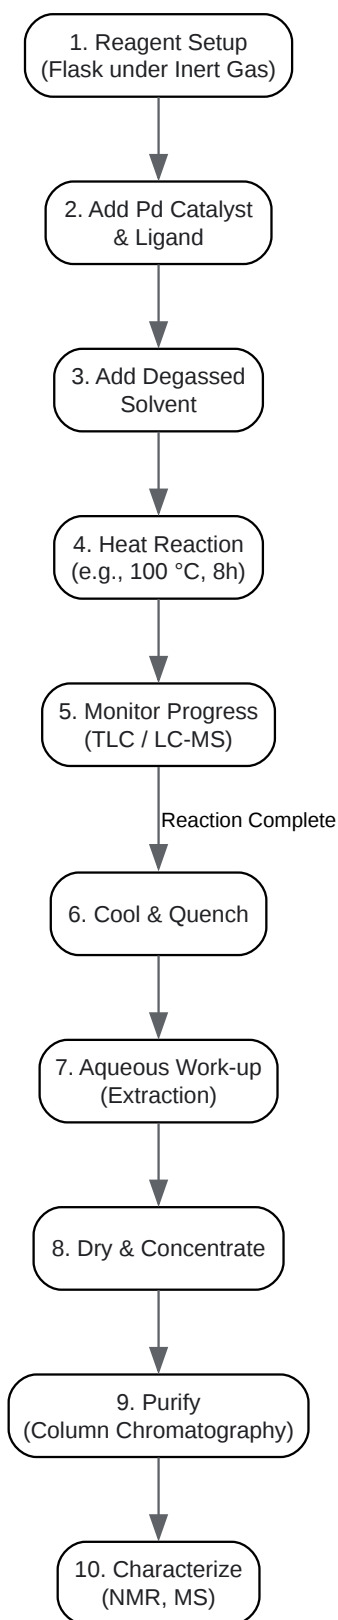 1. Reagent Setup
(Flask under Inert Gas)
2. Add Pd Catalyst
& Ligand
3. Add Degassed
Solvent
4. Heat Reaction
(e.g., 100 °C, 8h)
5. Monitor Progress
(TLC / LC-MS)
Reaction Complete
6. Cool & Quench
7. Aqueous Work-up
(Extraction)
8. Dry & Concentrate
9. Purify
(Column Chromatography)
10. Characterize
(NMR, MS)